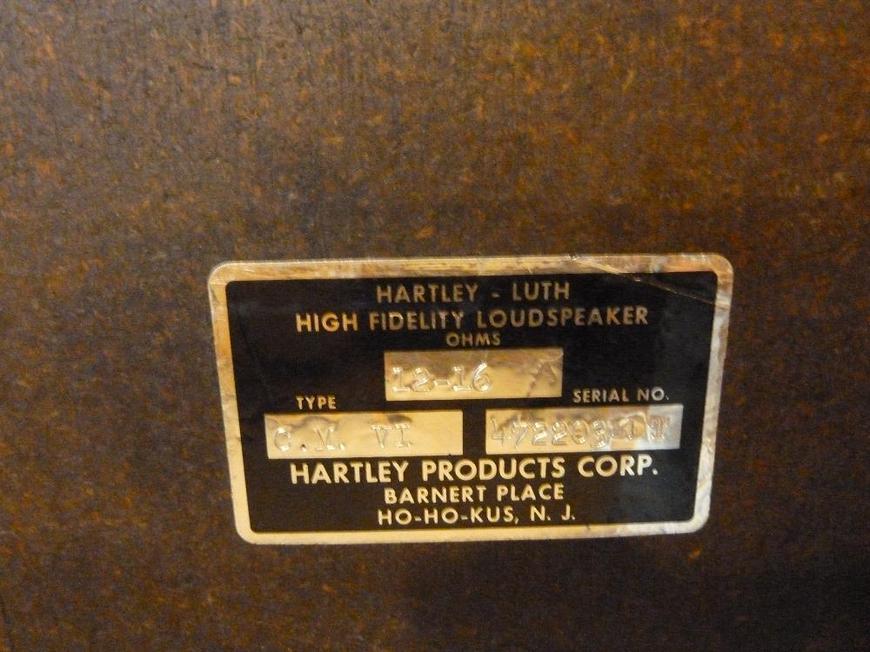 HARTLEY - LUTH
HIGH FIDELITY LOUDSPEAKER
OHMS
12-16
TYPE
SERIAL NO.
VI
HARTLEY PRODUCTS CORP.
BARNERT PLACE
HO-HO-KUS, N. J.